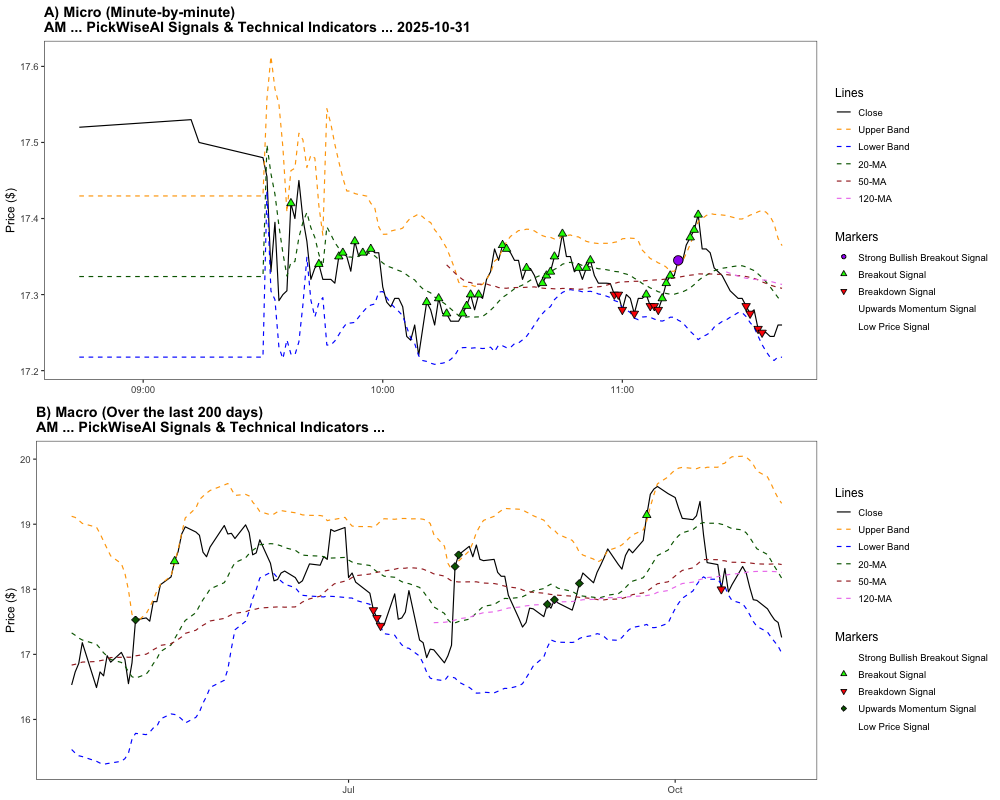 A) Micro (Minute-by-minute)
AM ... PickWiseAI Signals & Technical Indicators ... 2025-10-31
Price ($)
17.6
17.5
17.4
17.3
17.2
09:00
10:00
11:00
Lines
Close
Upper Band
Lower Band
20-MA
50-MA
120-MA
Markers
Strong Bullish Breakout Signal
Breakout Signal
Breakdown Signal
Upwards Momentum Signal
Low Price Signal
B) Macro (Over the last 200 days)
AM ... PickWiseAI Signals & Technical Indicators ...
Price ($)
20
19
18
17
16
Jul
Oct
Lines
Close
Upper Band
Lower Band
20-MA
50-MA
120-MA
Markers
Strong Bullish Breakout Signal
Breakout Signal
Breakdown Signal
Upwards Momentum Signal
Low Price Signal